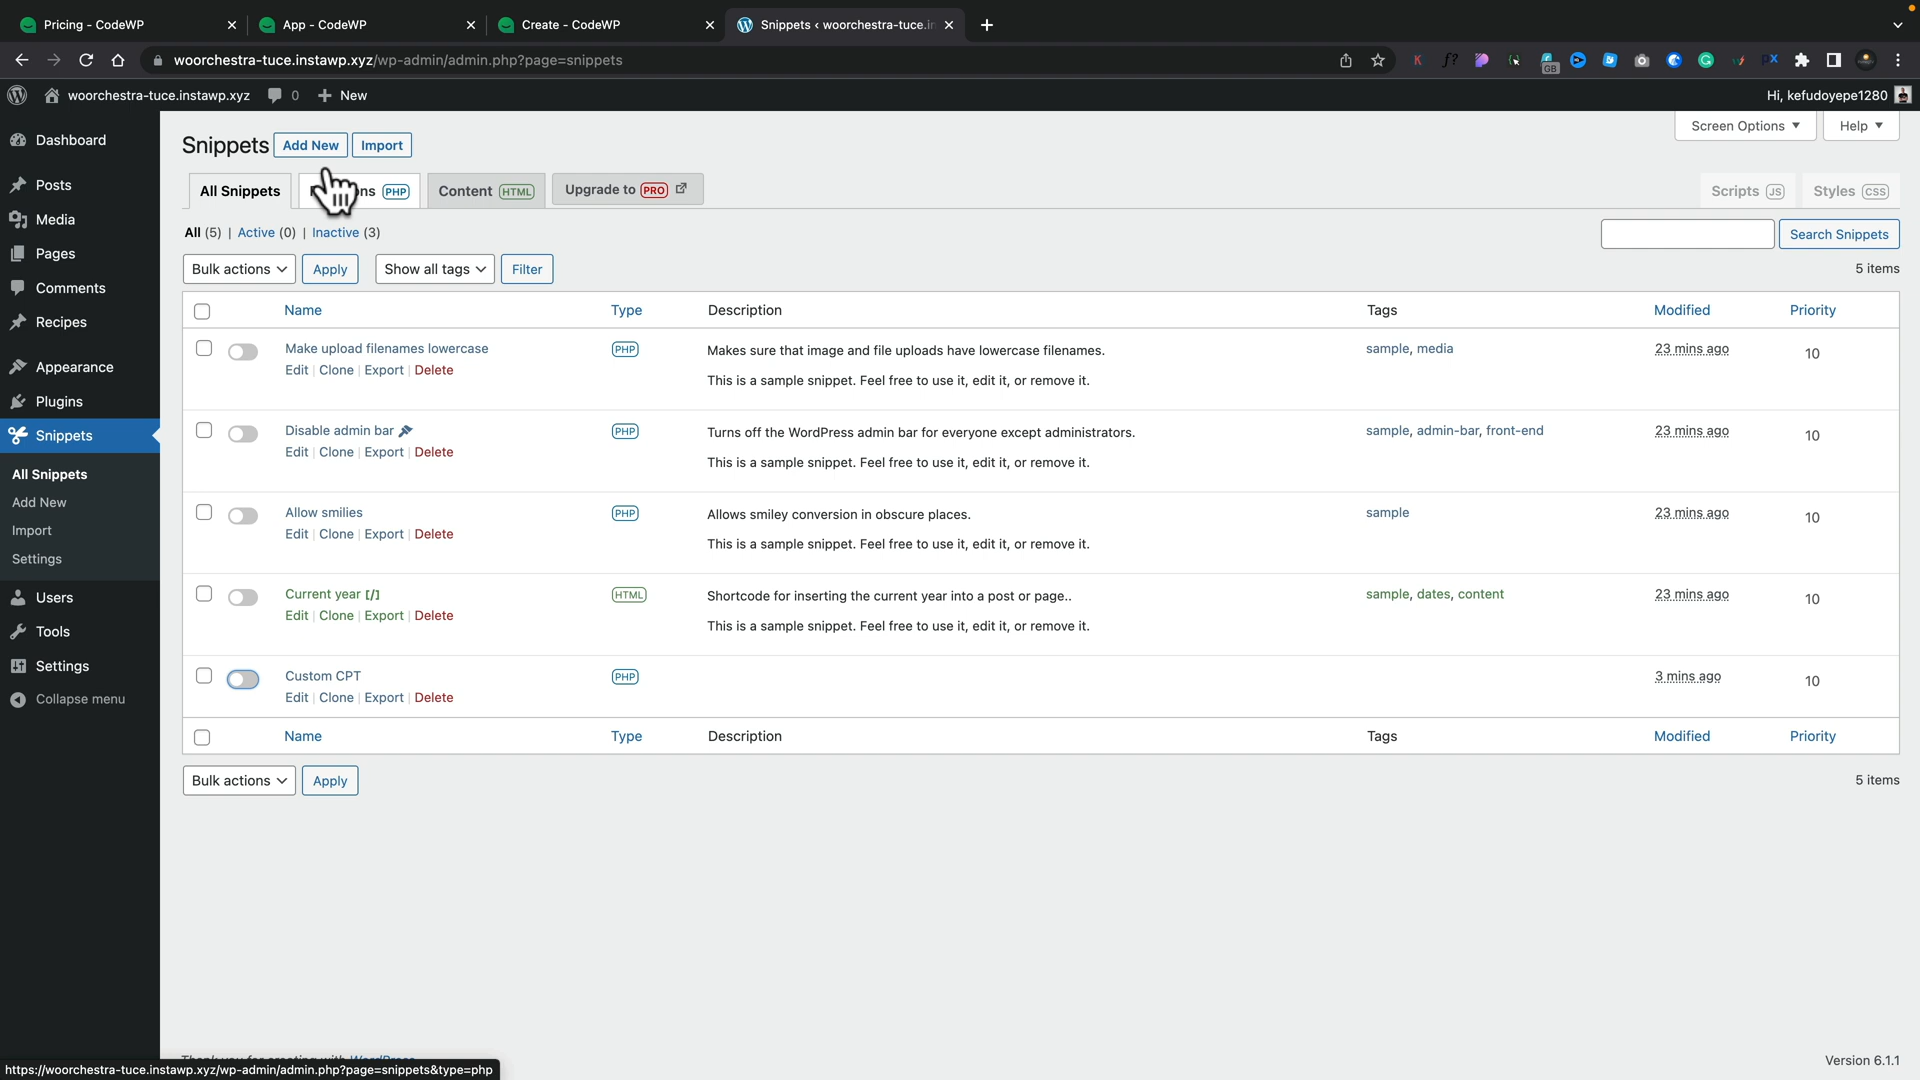 Pricing - CodeWP
App - CodeWP
Create - CodeWP
Snippets ‹ woorchestra-tuce.in
woorchestra-tuce.instawp.xyz/wp-admin/admin.php?page=snippets
woorchestra-tuce.instawp.xyz 0 New
Hi, kefudoyepe1280
Dashboard
Posts
Media
Pages
Comments
Recipes
Appearance
Plugins
Snippets
All Snippets
Add New
Import
Settings
Users
Tools
Settings
Collapse menu
Snippets Add New Import
Screen Options Help
All Snippets PHP Content HTML Upgrade to PRO
Scripts JS Styles CSS
All (5) | Active (0) | Inactive (3)
Search Snippets
Bulk actions Apply Show all tags Filter
5 items
Name Type Description Tags Modified Priority
Make upload filenames lowercase PHP Makes sure that image and file uploads have lowercase filenames. sample, media 23 mins ago 10
Edit | Clone | Export | Delete This is a sample snippet. Feel free to use it, edit it, or remove it.
Disable admin bar PHP Turns off the WordPress admin bar for everyone except administrators. sample, admin-bar, front-end 23 mins ago 10
Edit | Clone | Export | Delete This is a sample snippet. Feel free to use it, edit it, or remove it.
Allow smilies PHP Allows smiley conversion in obscure places. sample 23 mins ago 10
Edit | Clone | Export | Delete This is a sample snippet. Feel free to use it, edit it, or remove it.
Current year [/] HTML Shortcode for inserting the current year into a post or page.. sample, dates, content 23 mins ago 10
Edit | Clone | Export | Delete This is a sample snippet. Feel free to use it, edit it, or remove it.
Custom CPT PHP 3 mins ago 10
Edit | Clone | Export | Delete
Name Type Description Tags Modified Priority
Bulk actions Apply
5 items
Version 6.1.1
https://woorchestra-tuce.instawp.xyz/wp-admin/admin.php?page=snippets&type=php